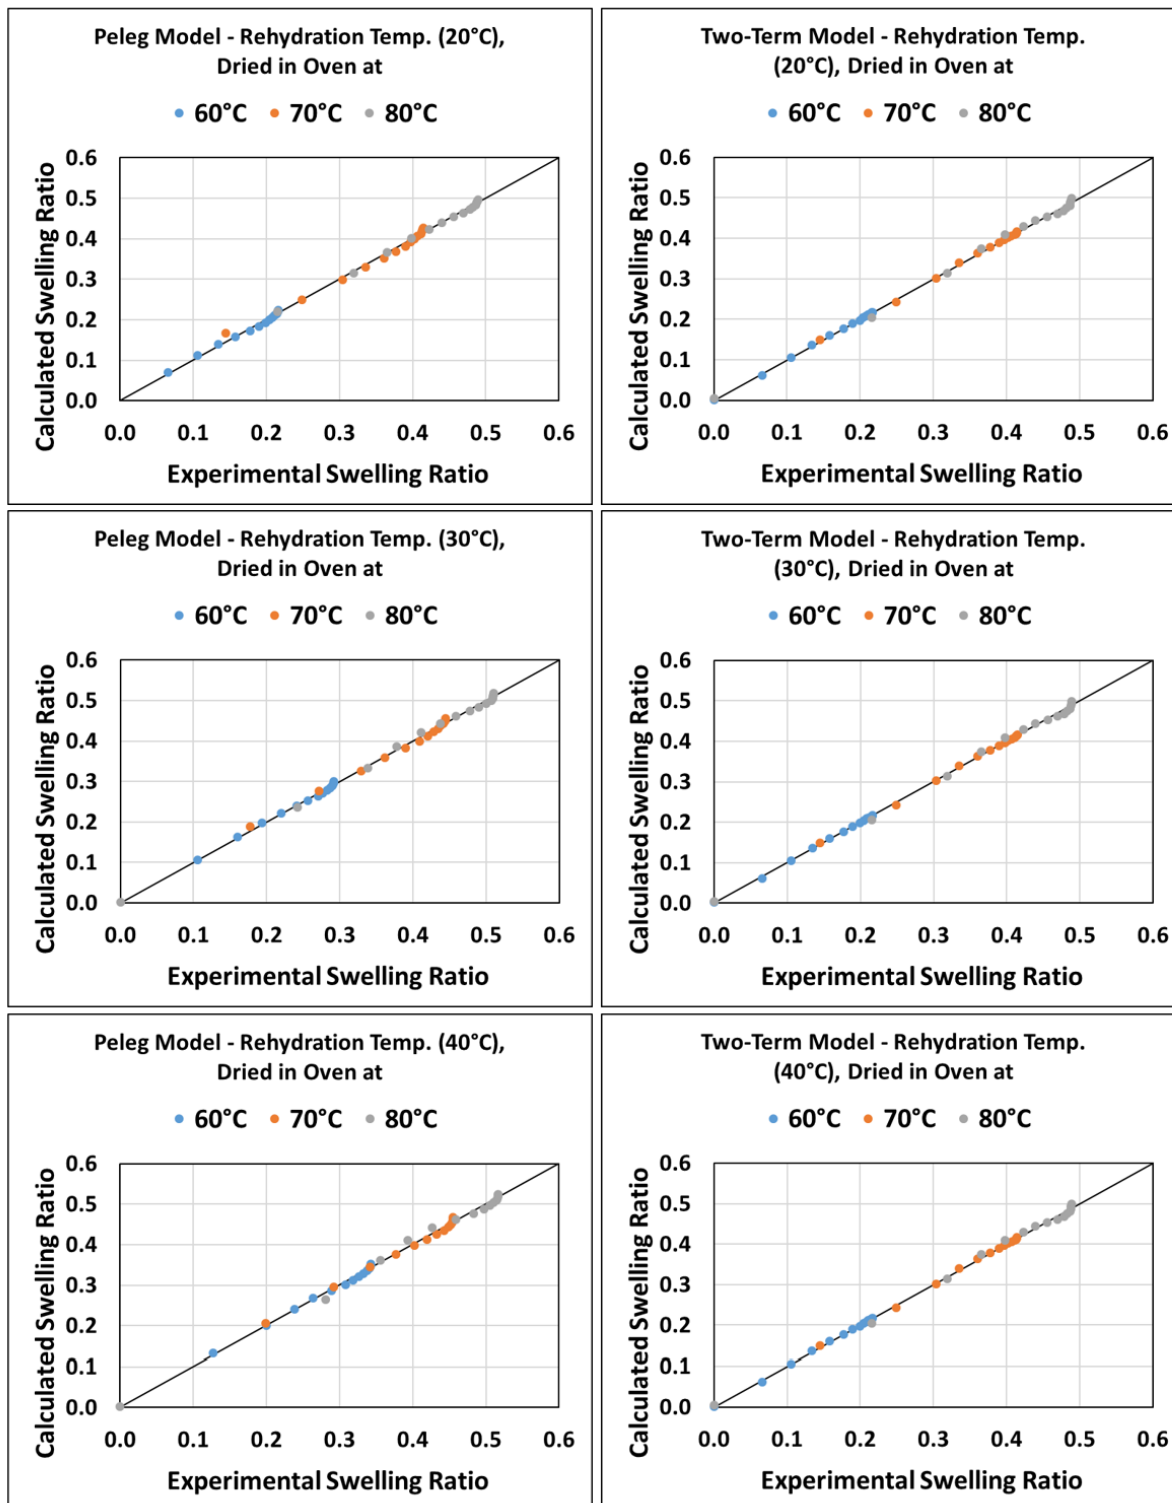 Peleg Model - Rehydration Temp. (20°C),
Dried in Oven at
60°C 70°C 80°C
Calculated Swelling Ratio
0.6
0.5
0.4
0.3
0.2
0.1
0.0
0.0 0.1 0.2 0.3 0.4 0.5 0.6
Experimental Swelling Ratio
Two-Term Model - Rehydration Temp.
(20°C), Dried in Oven at
60°C 70°C 80°C
Calculated Swelling Ratio
0.6
0.5
0.4
0.3
0.2
0.1
0.0
0.0 0.1 0.2 0.3 0.4 0.5 0.6
Experimental Swelling Ratio
Peleg Model - Rehydration Temp. (30°C),
Dried in Oven at
60°C 70°C 80°C
Calculated Swelling Ratio
0.6
0.5
0.4
0.3
0.2
0.1
0.0
0.0 0.1 0.2 0.3 0.4 0.5 0.6
Experimental Swelling Ratio
Two-Term Model - Rehydration Temp.
(30°C), Dried in Oven at
60°C 70°C 80°C
Calculated Swelling Ratio
0.6
0.5
0.4
0.3
0.2
0.1
0.0
0.0 0.1 0.2 0.3 0.4 0.5 0.6
Experimental Swelling Ratio
Peleg Model - Rehydration Temp. (40°C),
Dried in Oven at
60°C 70°C 80°C
Calculated Swelling Ratio
0.6
0.5
0.4
0.3
0.2
0.1
0.0
0.0 0.1 0.2 0.3 0.4 0.5 0.6
Experimental Swelling Ratio
Two-Term Model - Rehydration Temp.
(40°C), Dried in Oven at
60°C 70°C 80°C
Calculated Swelling Ratio
0.6
0.5
0.4
0.3
0.2
0.1
0.0
0.0 0.1 0.2 0.3 0.4 0.5 0.6
Experimental Swelling Ratio